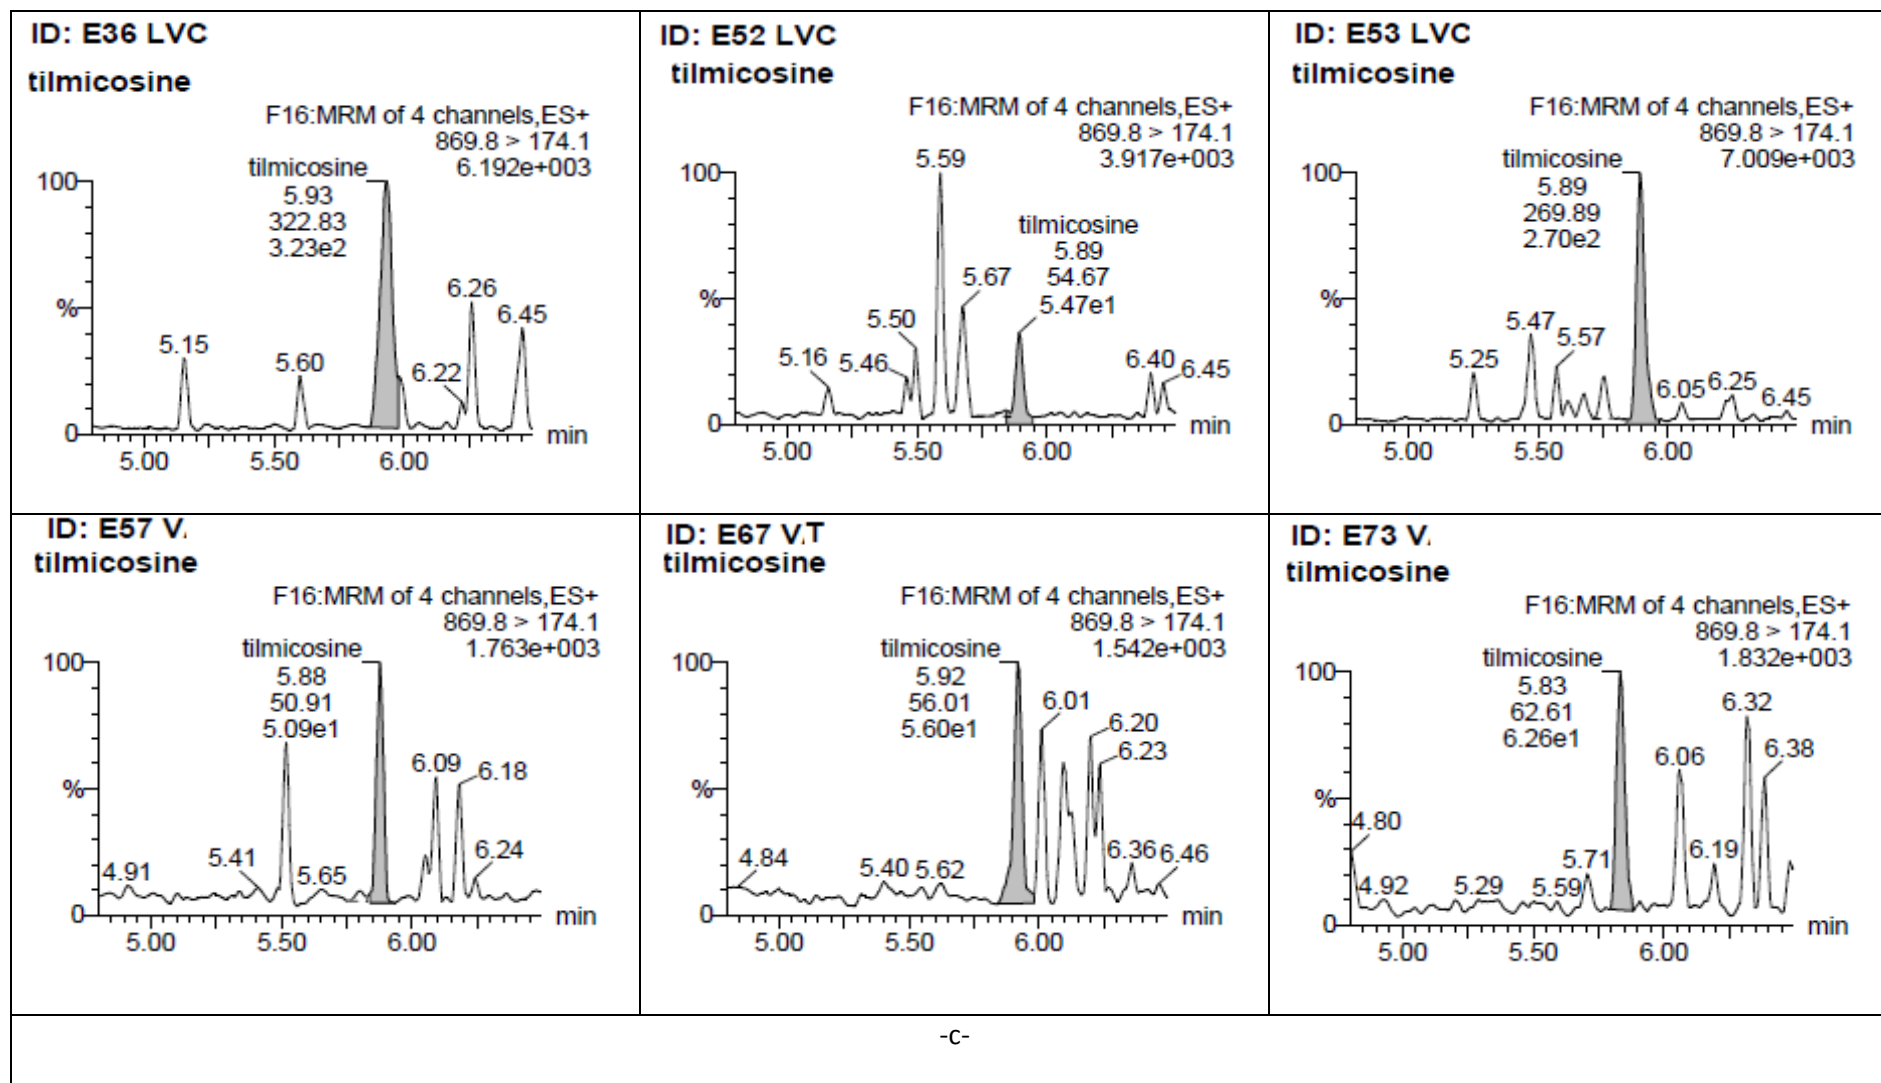 ID: E36 LVC
tilmicosine
F16:MRM of 4 channels,ES+
869.8 > 174.1
6.192e+003
tilmicosine
5.93
322.83
3.23e2
100
%
0
5.15
5.60
6.22
6.26
6.45
5.00 5.50 6.00
min
ID: E52 LVC
tilmicosine
F16:MRM of 4 channels,ES+
869.8 > 174.1
3.917e+003
5.59
tilmicosine
5.89
54.67
5.47e1
100
%
0
5.67
5.50
5.16
5.46
6.40
6.45
5.00 5.50 6.00
min
ID: E53 LVC
tilmicosine
F16:MRM of 4 channels,ES+
869.8 > 174.1
7.009e+003
tilmicosine
5.89
269.89
2.70e2
100
%
0
5.25
5.47
5.57
6.05
6.25
6.45
5.00 5.50 6.00
min
ID: E57 V.
tilmicosine
F16:MRM of 4 channels,ES+
869.8 > 174.1
1.763e+003
tilmicosine
5.88
50.91
5.09e1
100
%
0
4.91
5.41
5.65
6.09
6.18
6.24
5.00 5.50 6.00
min
ID: E67 V.T
tilmicosine
F16:MRM of 4 channels,ES+
869.8 > 174.1
1.542e+003
tilmicosine
5.92
56.01
5.60e1
100
%
0
4.84
5.40
5.62
6.01
6.20
6.23
6.36
6.46
5.00 5.50 6.00
min
ID: E73 V.
tilmicosine
F16:MRM of 4 channels,ES+
869.8 > 174.1
1.832e+003
tilmicosine
5.83
62.61
6.26e1
100
%
0
4.80
4.92
5.29
5.59
5.71
6.06
6.19
6.32
6.38
5.00 5.50 6.00
min
-c-